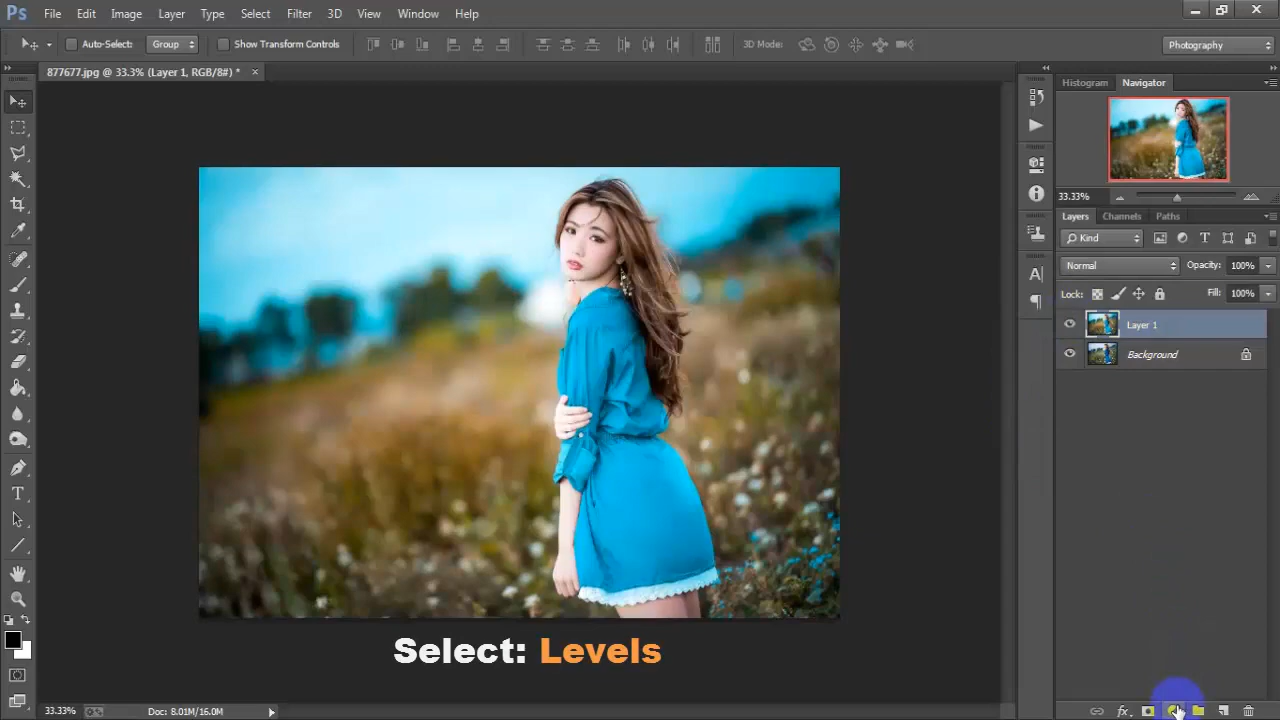 Ps File Edit Image Layer Type Select Filter 3D View Window Help
Auto-Select: Group Show Transform Controls 3D Mode: Photography
877677.jpg @ 33.3% (Layer 1, RGB/8#) * ×
Histogram Navigator
33.33%
Layers Channels Paths
Kind
Normal Opacity: 100%
Lock: Fill: 100%
Layer 1
Background
Select: Levels
33.33% Doc: 8.01M/16.0M
fx